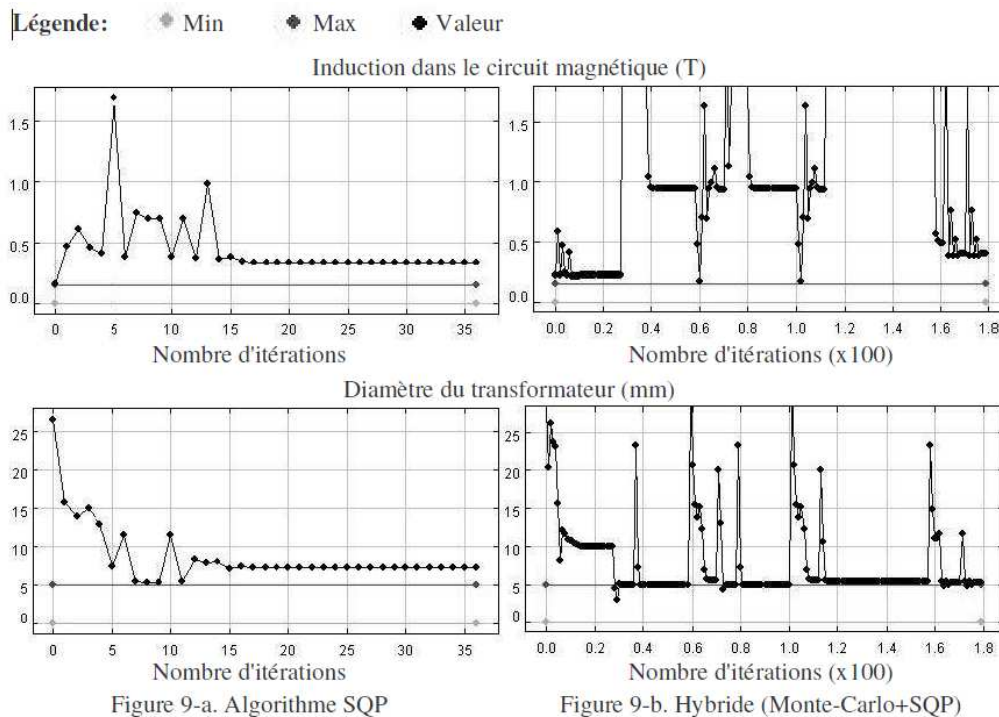 Légende: Min Max Valeur
Induction dans le circuit magnétique (T)
1.5
1.0
0.5
0.0
0 5 10 15 20 25 30 35
Nombre d'itérations
1.5
1.0
0.5
0.0
0.0 0.2 0.4 0.6 0.8 1.0 1.2 1.4 1.6 1.8
Nombre d'itérations (x100)
Diamètre du transformateur (mm)
25
20
15
10
5
0
0 5 10 15 20 25 30 35
Nombre d'itérations
25
20
15
10
5
0
0.0 0.2 0.4 0.6 0.8 1.0 1.2 1.4 1.6 1.8
Nombre d'itérations (x100)
Figure 9-a. Algorithme SQP
Figure 9-b. Hybride (Monte-Carlo+SQP)